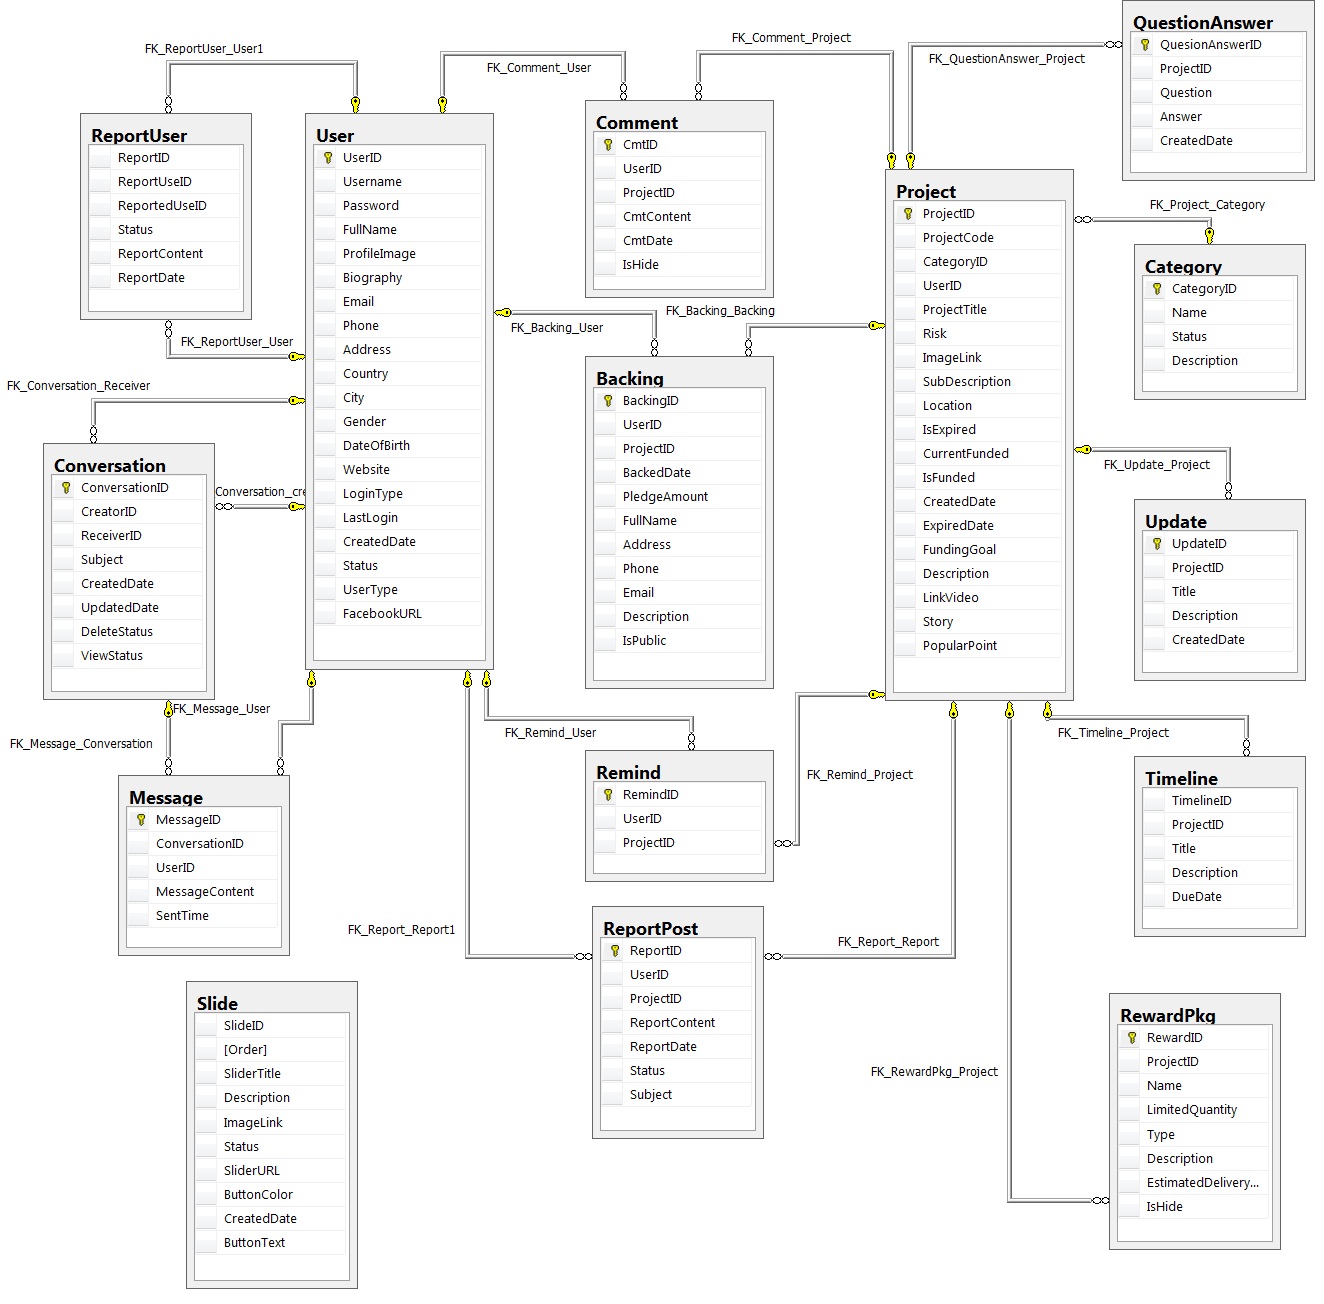 FK_ReportUser_User1
FK_Comment_User
FK_Comment_Project
FK_QuestionAnswer_Project
QuestionAnswer
QuesionAnswerID
ProjectID
Question
Answer
CreatedDate
ReportUser
ReportID
ReportUseID
ReportedUseID
Status
ReportContent
ReportDate
FK_ReportUser_User
User
UserID
Username
Password
FullName
ProfileImage
Biography
Email
Phone
Address
Country
City
Gender
DateOfBirth
Website
LoginType
LastLogin
CreatedDate
Status
UserType
FacebookURL
Comment
CmtID
UserID
ProjectID
CmtContent
CmtDate
IsHide
FK_Backing_User
FK_Backing_Backing
Project
ProjectID
ProjectCode
CategoryID
UserID
ProjectTitle
Risk
ImageLink
SubDescription
Location
IsExpired
CurrentFunded
IsFunded
CreatedDate
ExpiredDate
FundingGoal
Description
LinkVideo
Story
PopularPoint
FK_Project_Category
Category
CategoryID
Name
Status
Description
FK_Conversation_Receiver
Conversation
ConversationID
CreatorID
ReceiverID
Subject
CreatedDate
UpdatedDate
DeleteStatus
ViewStatus
Conversation_cre
Backing
BackingID
UserID
ProjectID
BackedDate
PledgeAmount
FullName
Address
Phone
Email
Description
IsPublic
FK_Update_Project
Update
UpdateID
ProjectID
Title
Description
CreatedDate
FK_Message_User
FK_Message_Conversation
Message
MessageID
ConversationID
UserID
MessageContent
SentTime
FK_Remind_User
Remind
RemindID
UserID
ProjectID
FK_Remind_Project
FK_Timeline_Project
Timeline
TimelineID
ProjectID
Title
Description
DueDate
FK_Report_Report1
ReportPost
ReportID
UserID
ProjectID
ReportContent
ReportDate
Status
Subject
FK_Report_Report
Slide
SlideID
[Order]
SliderTitle
Description
ImageLink
Status
SliderURL
ButtonColor
CreatedDate
ButtonText
FK_RewardPkg_Project
RewardPkg
RewardID
ProjectID
Name
LimitedQuantity
Type
Description
EstimatedDelivery...
IsHide